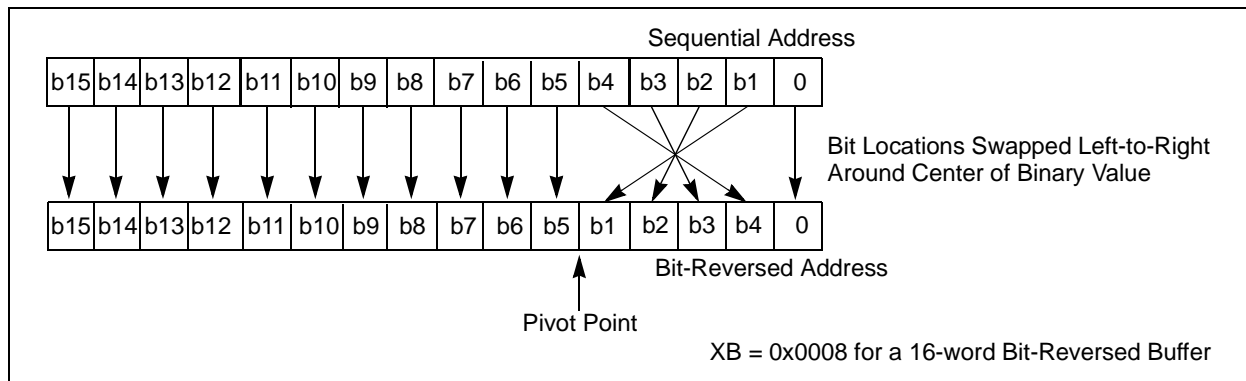 Sequential Address
b15 b14 b13 b12 b11 b10 b9 b8 b7 b6 b5 b4 b3 b2 b1 0
Bit Locations Swapped Left-to-Right
Around Center of Binary Value
b15 b14 b13 b12 b11 b10 b9 b8 b7 b6 b5 b1 b2 b3 b4 0
Bit-Reversed Address
Pivot Point
XB = 0x0008 for a 16-word Bit-Reversed Buffer